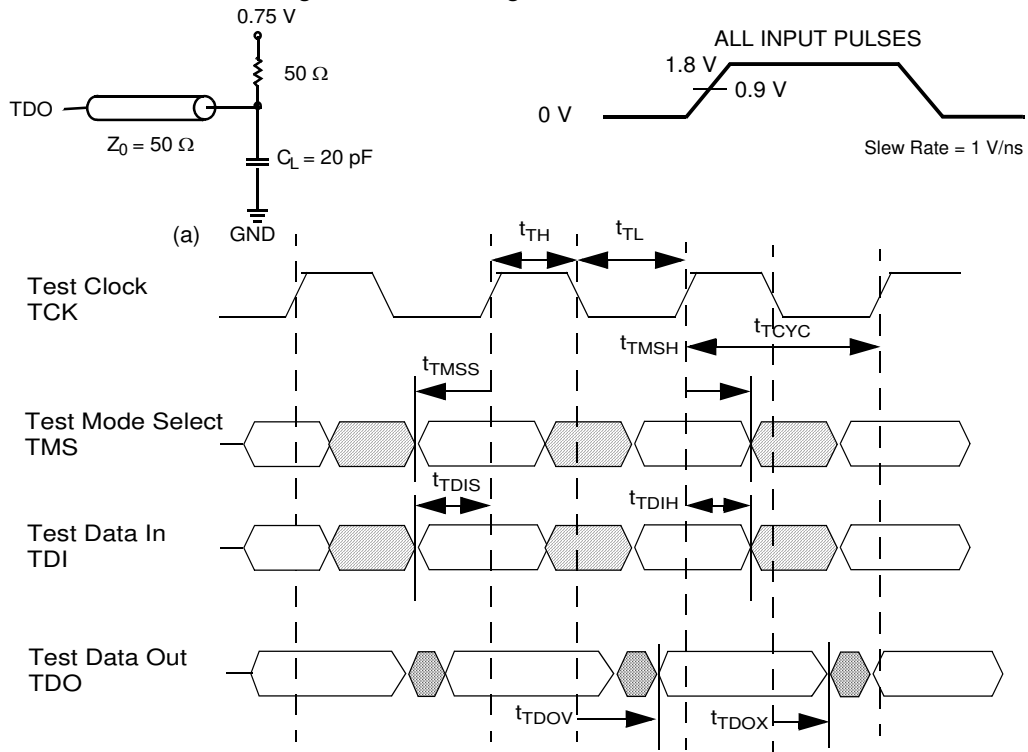 0.75 V
50 Ω
TDO
Z0 = 50 Ω
CL = 20 pF
(a)
GND
ALL INPUT PULSES
1.8 V
0.9 V
0 V
Slew Rate = 1 V/ns
tTH
tTL
Test Clock
TCK
tTCYC
tTMSH
tTMSS
Test Mode Select
TMS
tTDIS
tTDIH
Test Data In
TDI
Test Data Out
TDO
tTDOV
tTDOX